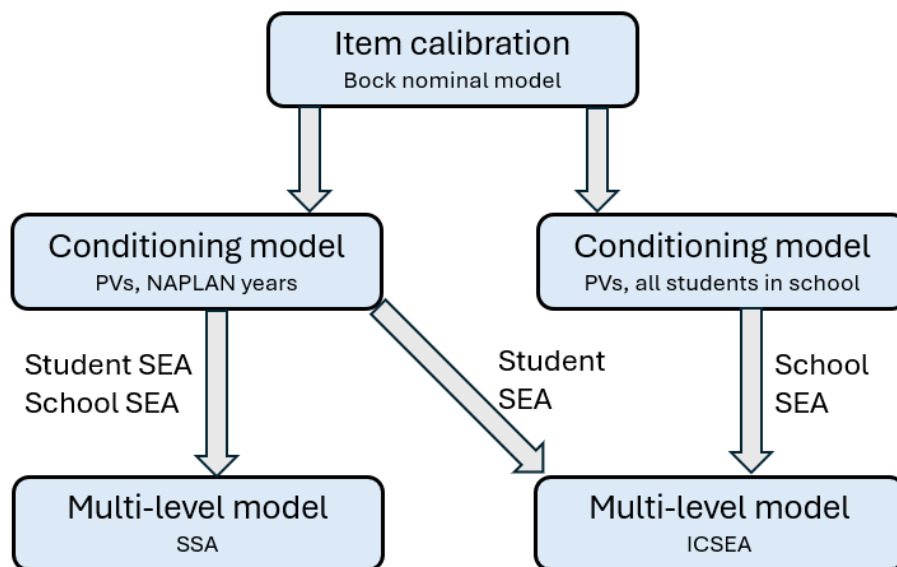 Item calibration
Bock nominal model
Conditioning model
PVs, NAPLAN years
Conditioning model
PVs, all students in school
Student SEA
School SEA
Student
SEA
School
SEA
Multi-level model
SSA
Multi-level model
ICSEA